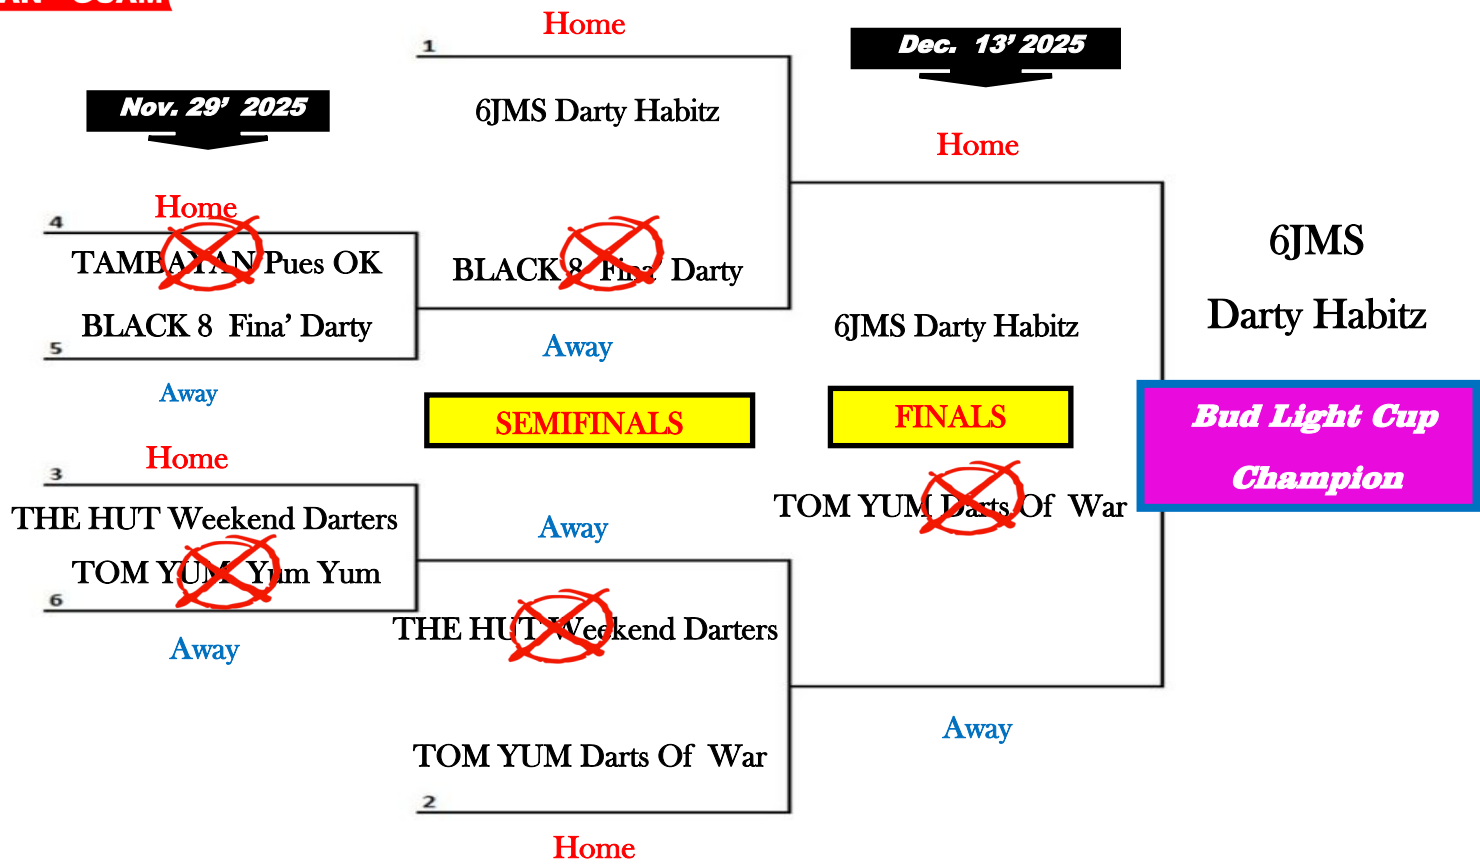 Home
1
Dec. 13’ 2025
Nov. 29’ 2025
6JMS Darty Habitz
Home
Home
4
TAMBAYAN Pues OK
BLACK 8 Fina’ Darty
6JMS
Darty Habitz
BLACK 8 Fina’ Darty
6JMS Darty Habitz
5
Away
Away
SEMIFINALS
FINALS
Bud Light Cup
Champion
Home
3
THE HUT Weekend Darters
TOM YUM Darts Of War
Away
TOM YUM Yum Yum
6
Away
THE HUT Weekend Darters
Away
TOM YUM Darts Of War
2
Home